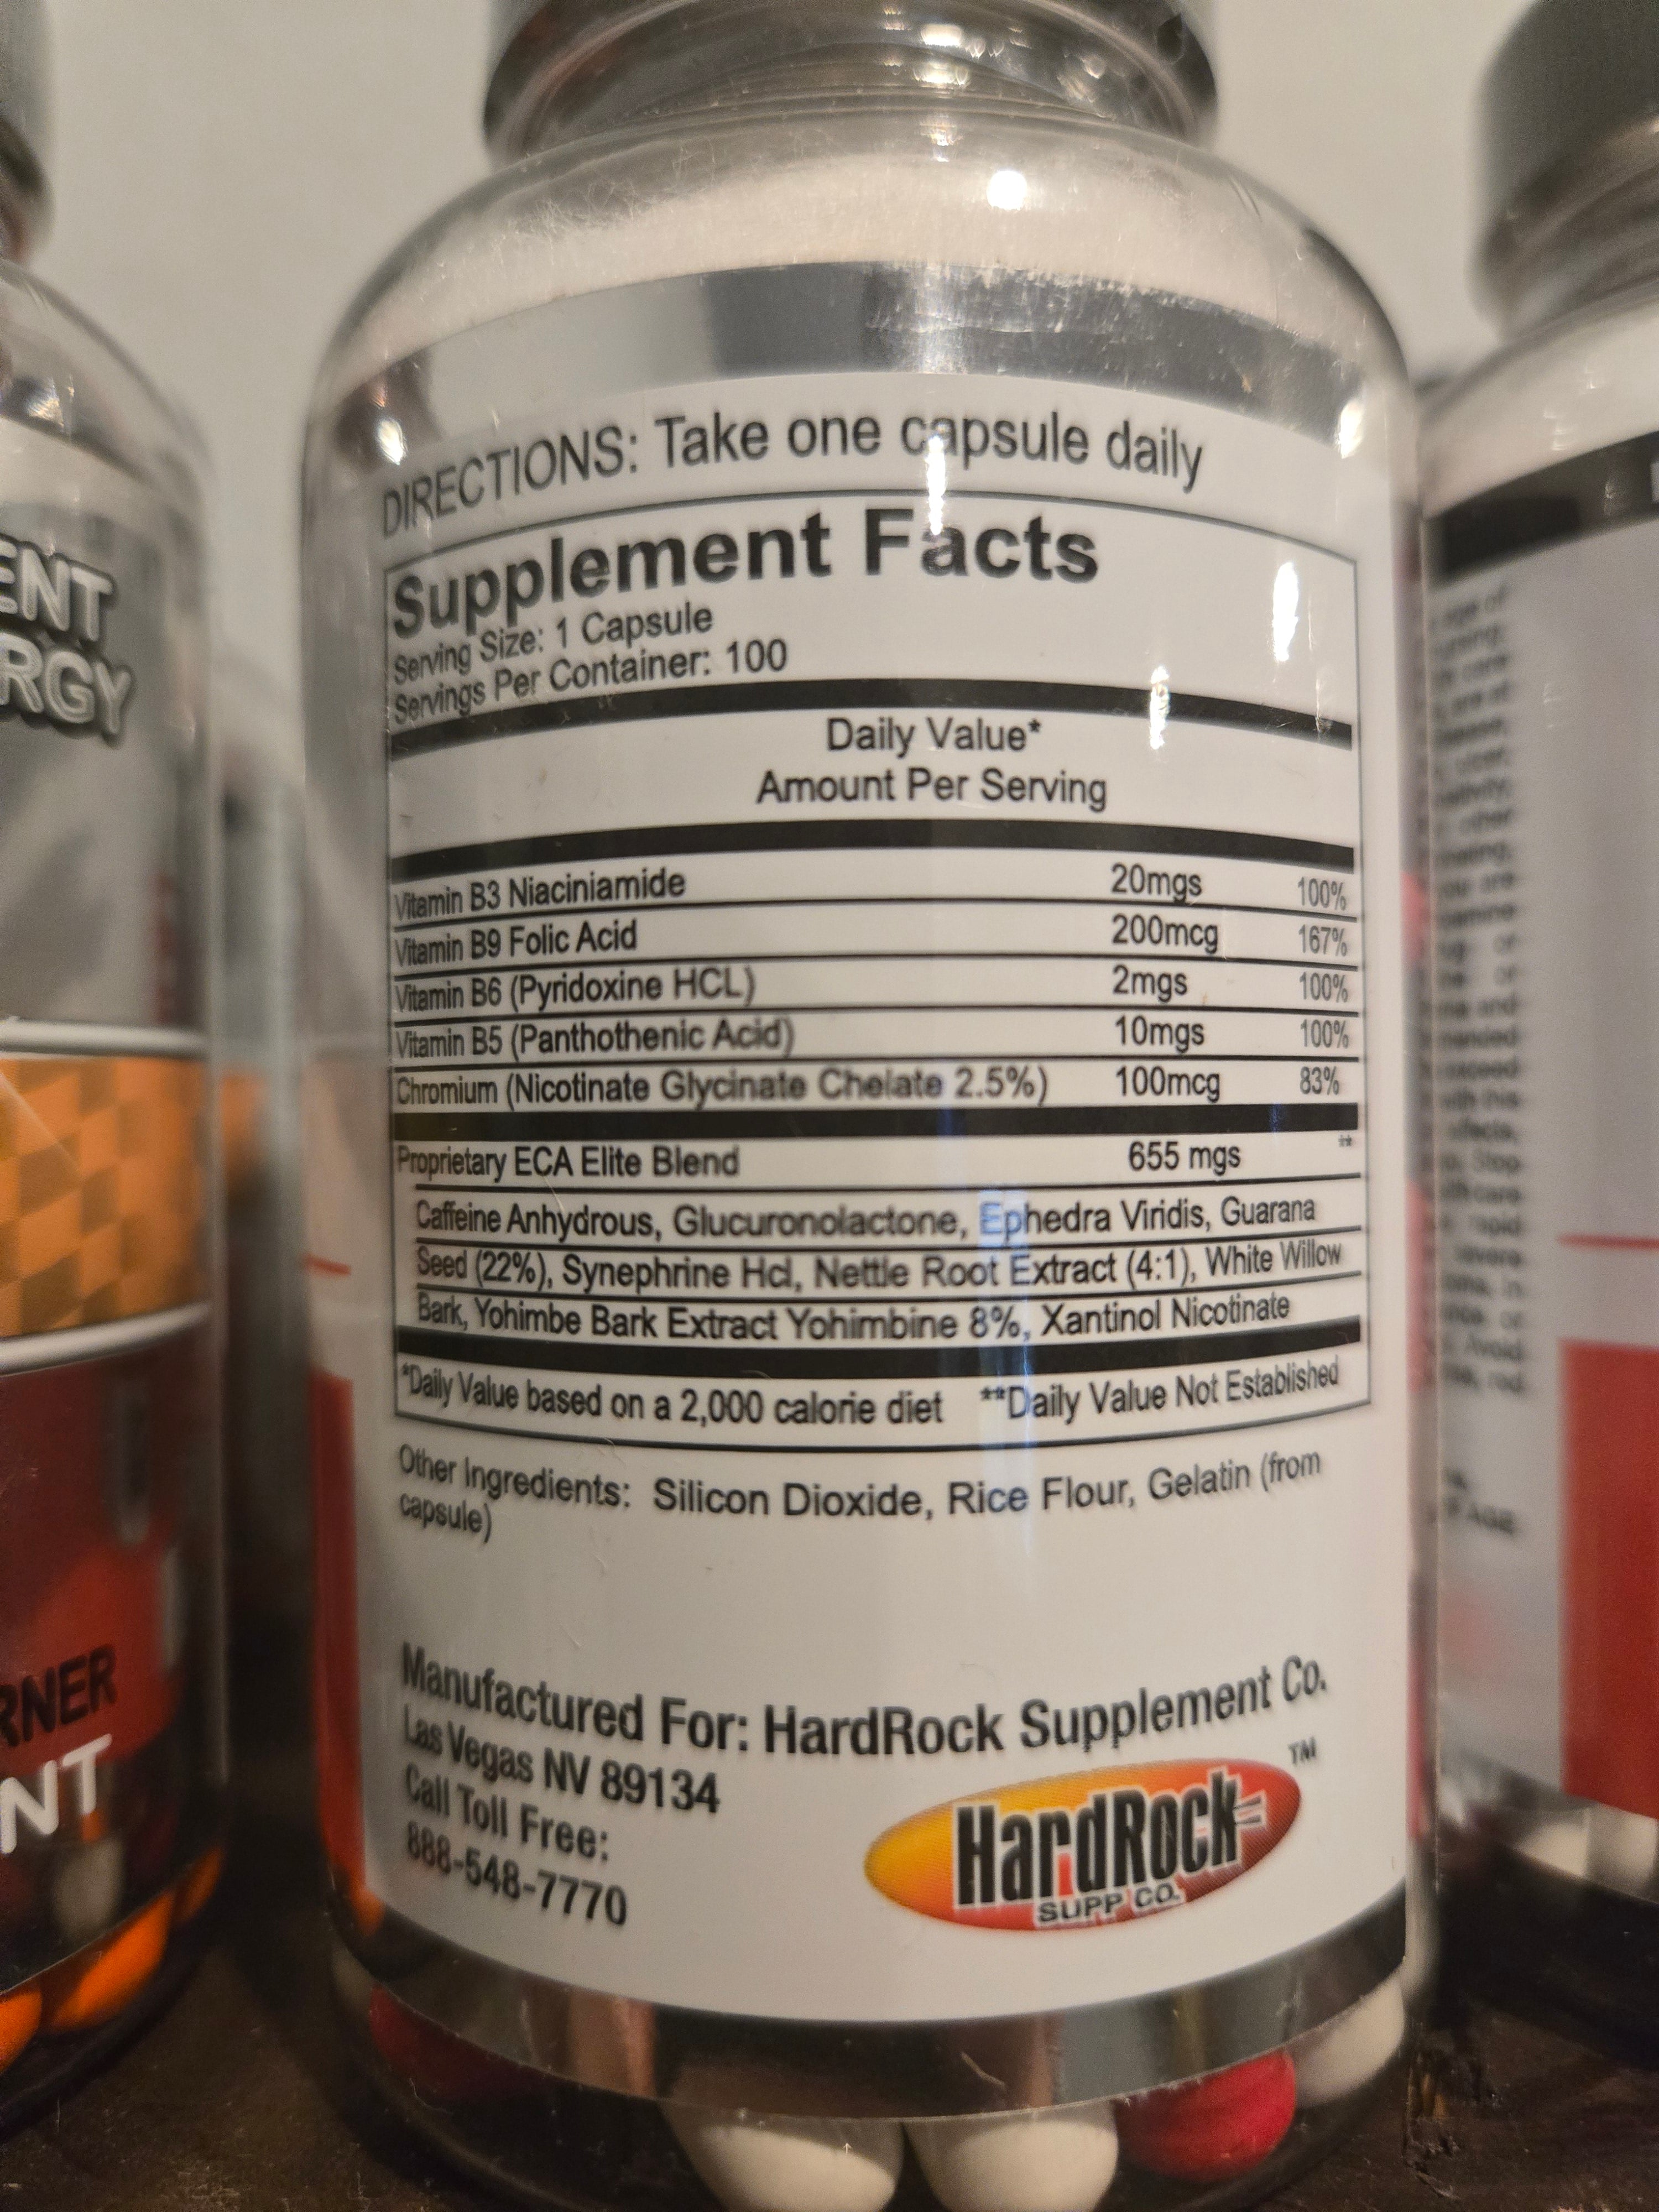 DIRECTIONS: Take one capsule daily
Supplement Facts
Serving Size: 1 Capsule
Servings Per Container: 100
Daily Value*
Amount Per Serving
Vitamin B3 Niaciniamide 20mgs 100%
Vitamin B9 Folic Acid 200mcg 167%
Vitamin B6 (Pyridoxine HCL) 2mgs 100%
Vitamin B5 (Panthothenic Acid) 10mgs 100%
Chromium (Nicotinate Glycinate Chelate 2.5%) 100mcg 83%
Proprietary ECA Elite Blend 655 mgs **
Caffeine Anhydrous, Glucuronolactone, Ephedra Viridis, Guarana
Seed (22%), Synephrine Hcl, Nettle Root Extract (4:1), White Willow
Bark, Yohimbe Bark Extract Yohimbine 8%, Xantinol Nicotinate
*Daily Value based on a 2,000 calorie diet **Daily Value Not Established
Other Ingredients: Silicon Dioxide, Rice Flour, Gelatin (from
capsule)
Manufactured For: HardRock Supplement Co.
Las Vegas NV 89134
Call Toll Free:
888-548-7770
HardRock TM
SUPP CO.
ENT
RGY
RNER
NT